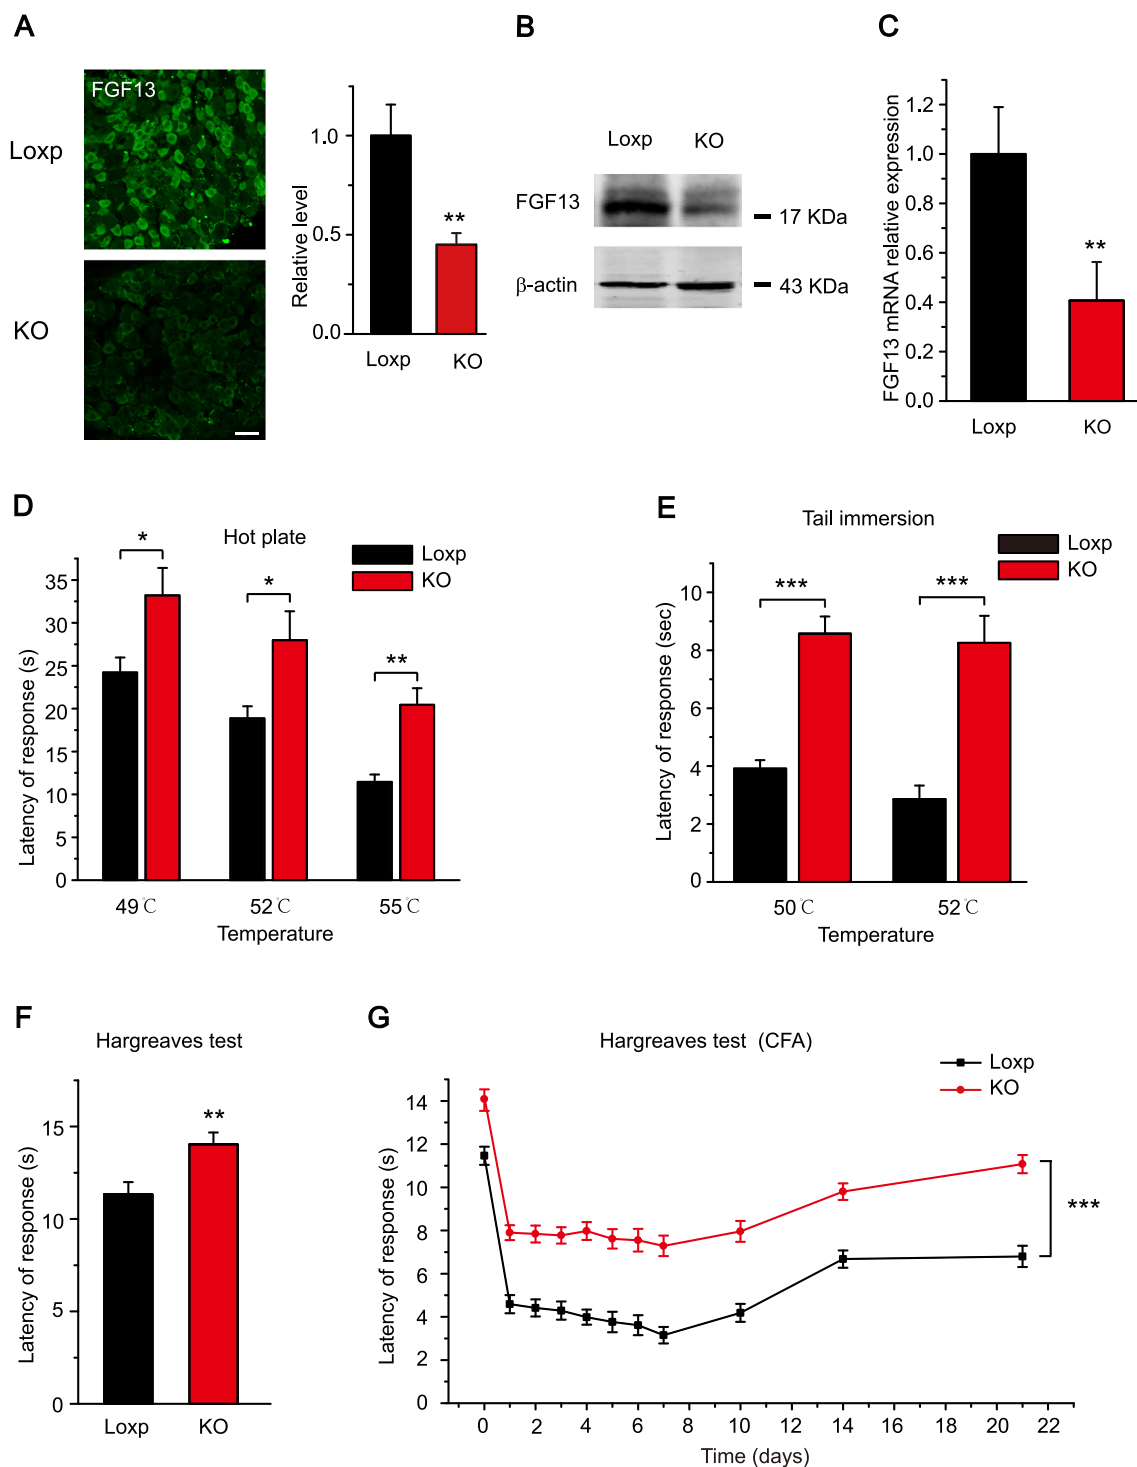 A
FGF13
Loxp
KO
Relative level
1.0
0.5
0.0
**
Loxp
KO
B
Loxp KO
FGF13
17 KDa
β-actin
43 KDa
C
FGF13 mRNA relative expression
1.2
1.0
0.8
0.6
0.4
0.2
0.0
**
Loxp
KO
D
Hot plate
Loxp
KO
Latency of response (s)
35
30
25
20
15
10
5
0
*
*
**
49℃ 52℃ 55℃
Temperature
E
Tail immersion
Loxp
KO
Latency of response (sec)
10
8
6
4
2
0
***
***
50℃ 52℃
Temperature
F
Hargreaves test
Latency of response (s)
15
10
5
0
**
Loxp KO
G
Hargreaves test (CFA)
Loxp
KO
Latency of response (s)
14
12
10
8
6
4
2
0
***
0 2 4 6 8 10 12 14 16 18 20 22
Time (days)